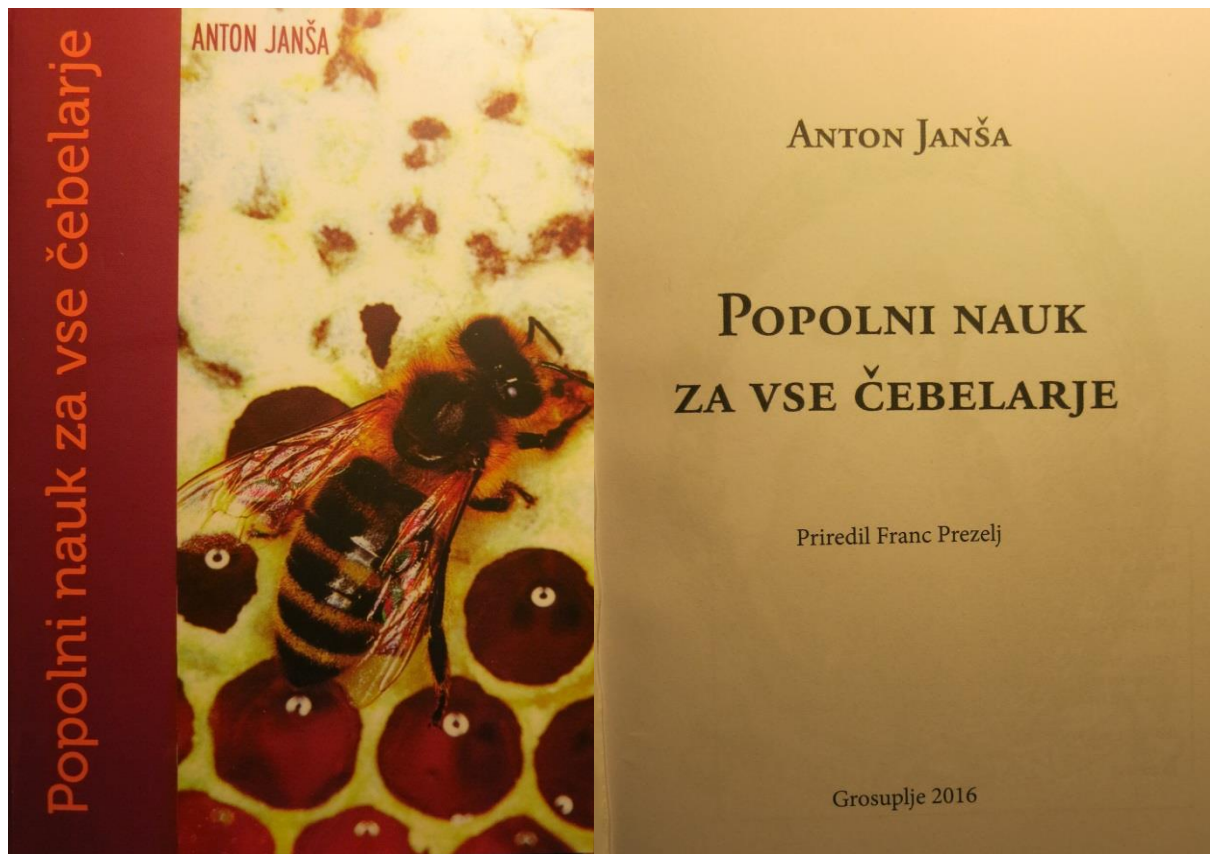 Popolni nauk za vse čebelarje
ANTON JANŠA
ANTON JANŠA
POPOLNI NAUK
ZA VSE ČEBELARJE
Priredil Franc Prezelj
Grosuplje 2016